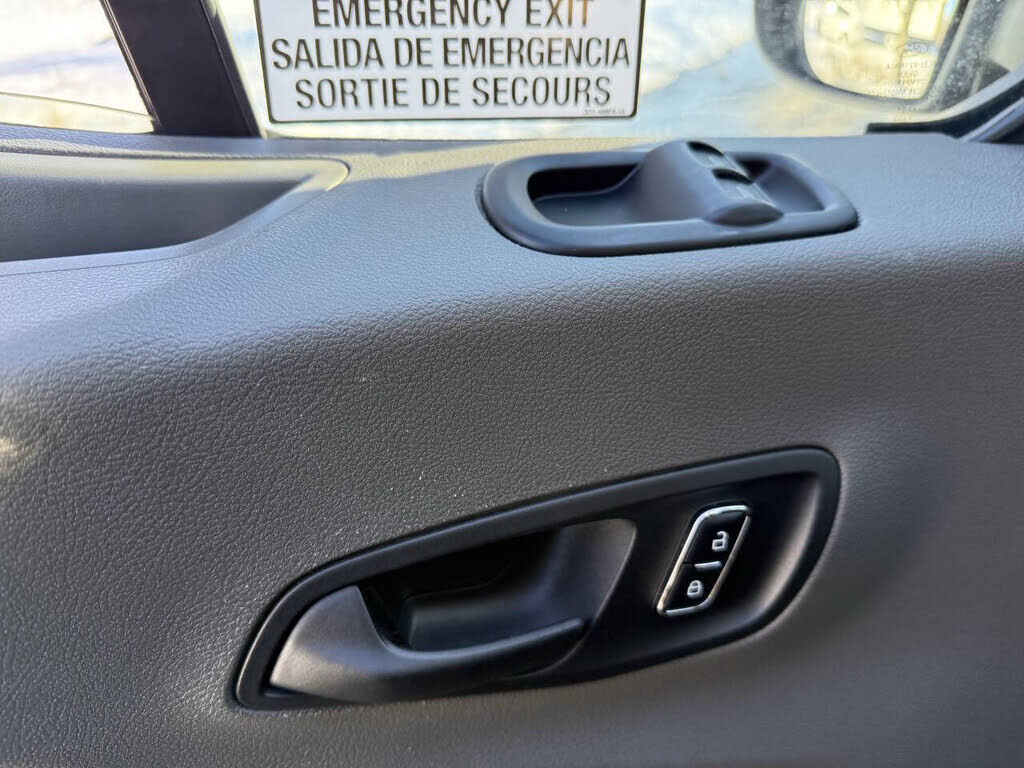 EMERGENCY EXIT
SALIDA DE EMERGENCIA
SORTIE DE SECOURS